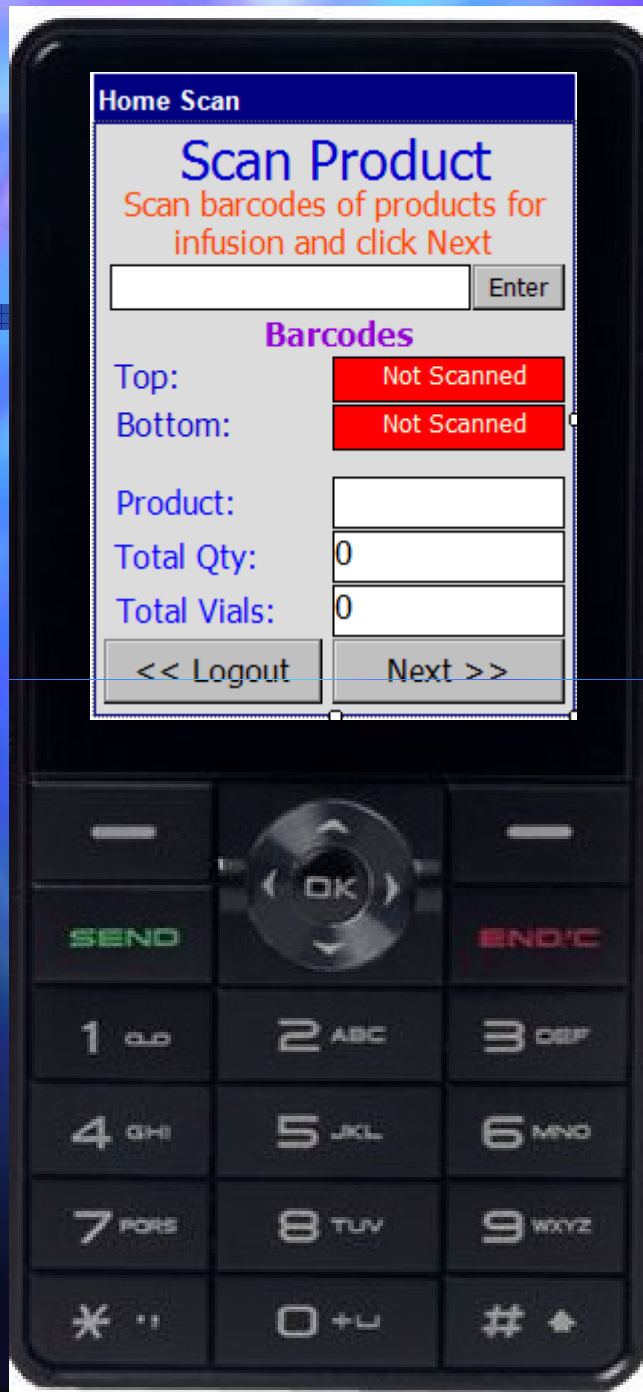 Home Scan
Scan Product
Scan barcodes of products for
infusion and click Next
Enter
Barcodes
Top: Not Scanned
Bottom: Not Scanned
Product:
Total Qty: 0
Total Vials: 0
<< Logout Next >>
OK
SEND END/C
1 2 ABC 3 DEF
4 GHI 5 JKL 6 MNO
7 PQRS 8 TUV 9 WXYZ
* 0 + #